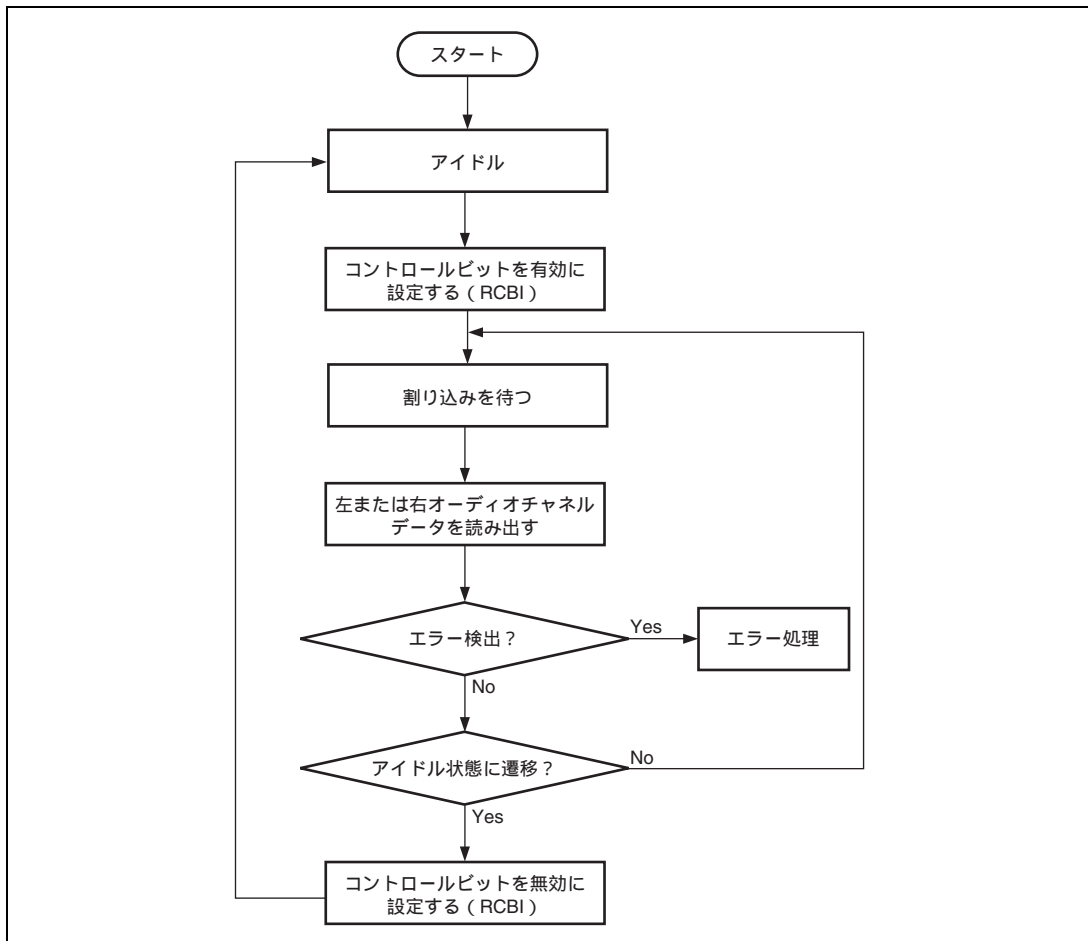 スタート
アイドル
コントロールビットを有効に
設定する（RCBI）
割り込みを待つ
左または右オーディオチャネル
データを読み出す
エラー検出？
Yes
エラー処理
No
アイドル状態に遷移？
No
Yes
コントロールビットを無効に
設定する（RCBI）